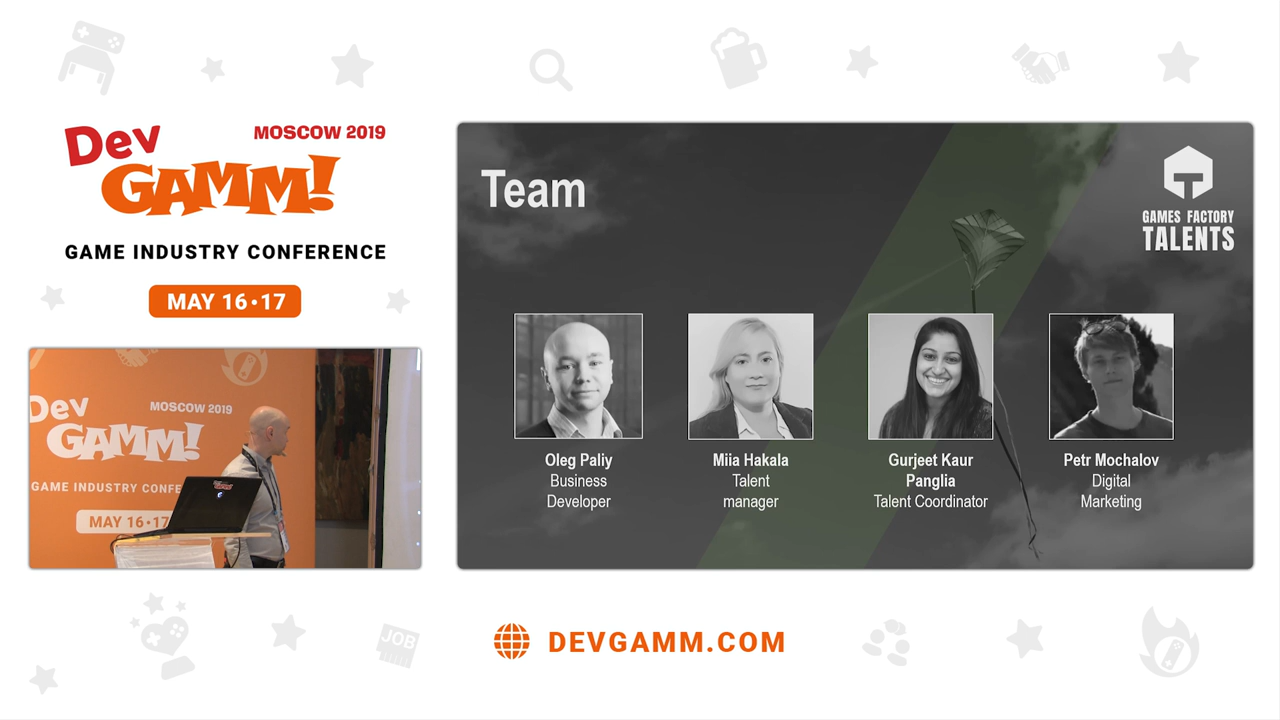 Dev
GAMM!
MOSCOW 2019
GAME INDUSTRY CONFERENCE
MAY 16•17
Dev
MOSCOW 2019
GAMM!
GAME INDUSTRY
MAY 16•17
Team
GAMES FACTORY
TALENTS
Oleg Paliy
Business
Developer
Miia Hakala
Talent
manager
Gurjeet Kaur
Panglia
Talent Coordinator
Petr Mochalov
Digital
Marketing
JOB
DEVGAMM.COM